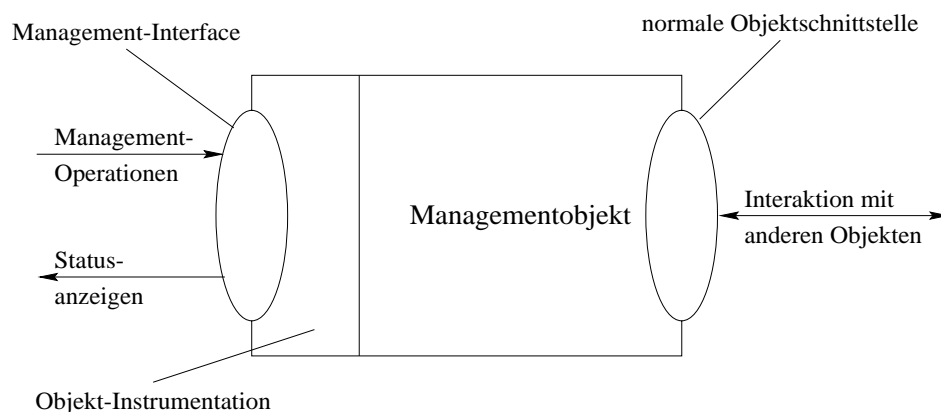 Management-Interface
normale Objektschnittstelle
Management-
Operationen
Managementobjekt
Interaktion mit
anderen Objekten
Status-
anzeigen
Objekt-Instrumentation